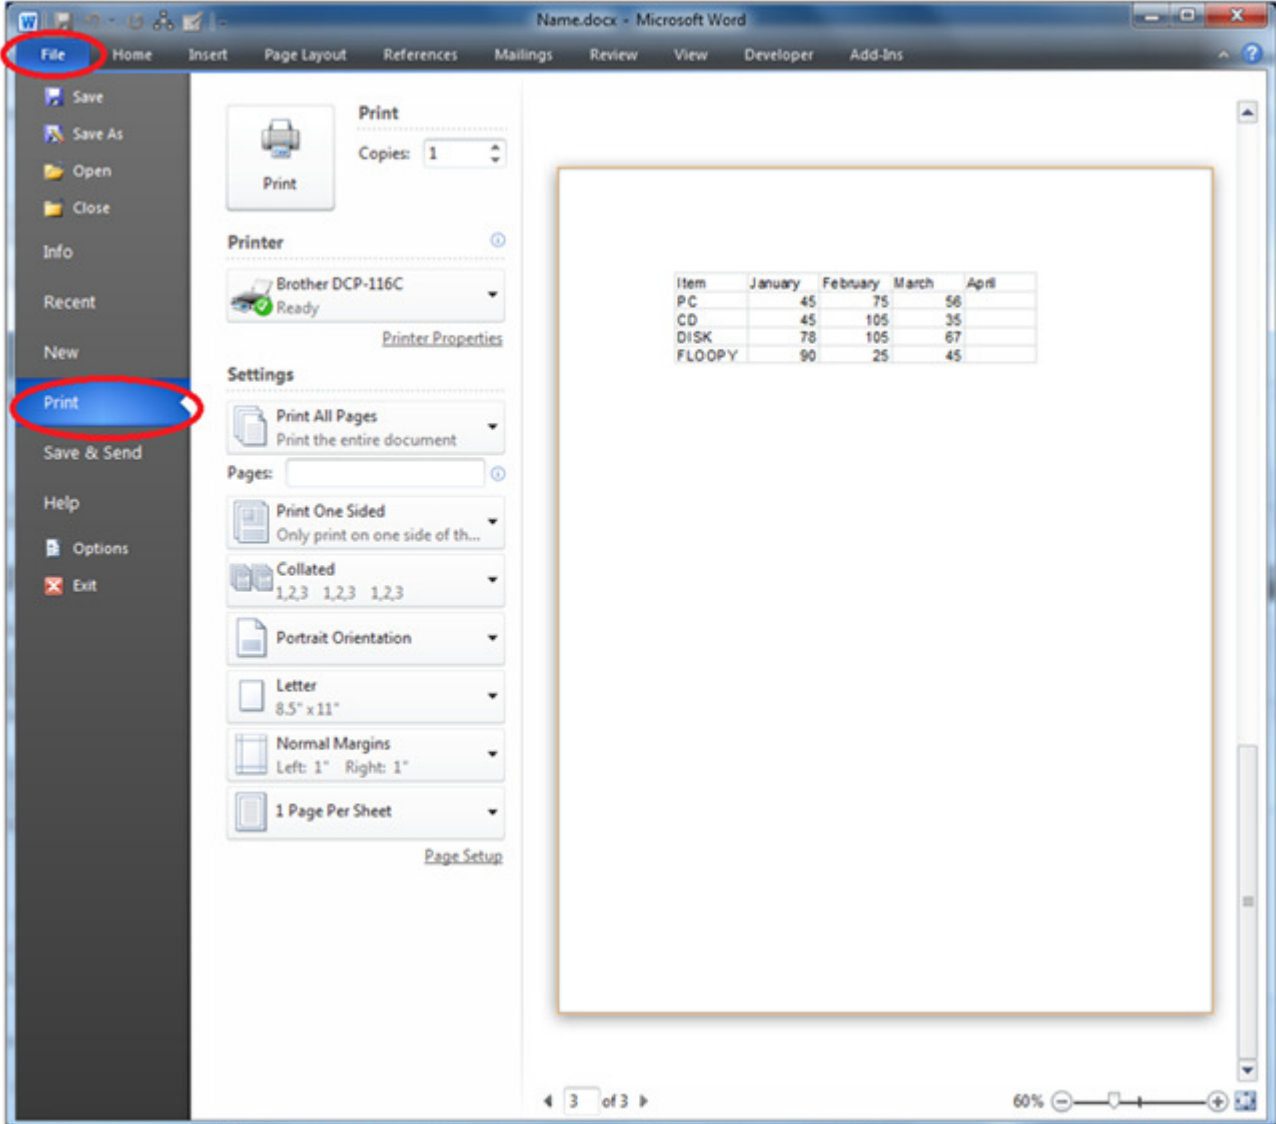 Name.docx - Microsoft Word
File Home Insert Page Layout References Mailings Review View Developer Add-Ins
Save
Save As
Open
Close
Info
Recent
New
Print
Save & Send
Help
Options
Exit
Print
Print
Copies: 1
Printer
Brother DCP-116C
Ready
Printer Properties
Settings
Print All Pages
Print the entire document
Pages:
Print One Sided
Only print on one side of th...
Collated
1,2,3 1,2,3 1,2,3
Portrait Orientation
Letter
8.5" x 11"
Normal Margins
Left: 1" Right: 1"
1 Page Per Sheet
Page Setup
Item January February March April
PC 45 75 56
CD 45 105 35
DISK 78 105 67
FLOOPY 90 25 45
3 of 3
60%